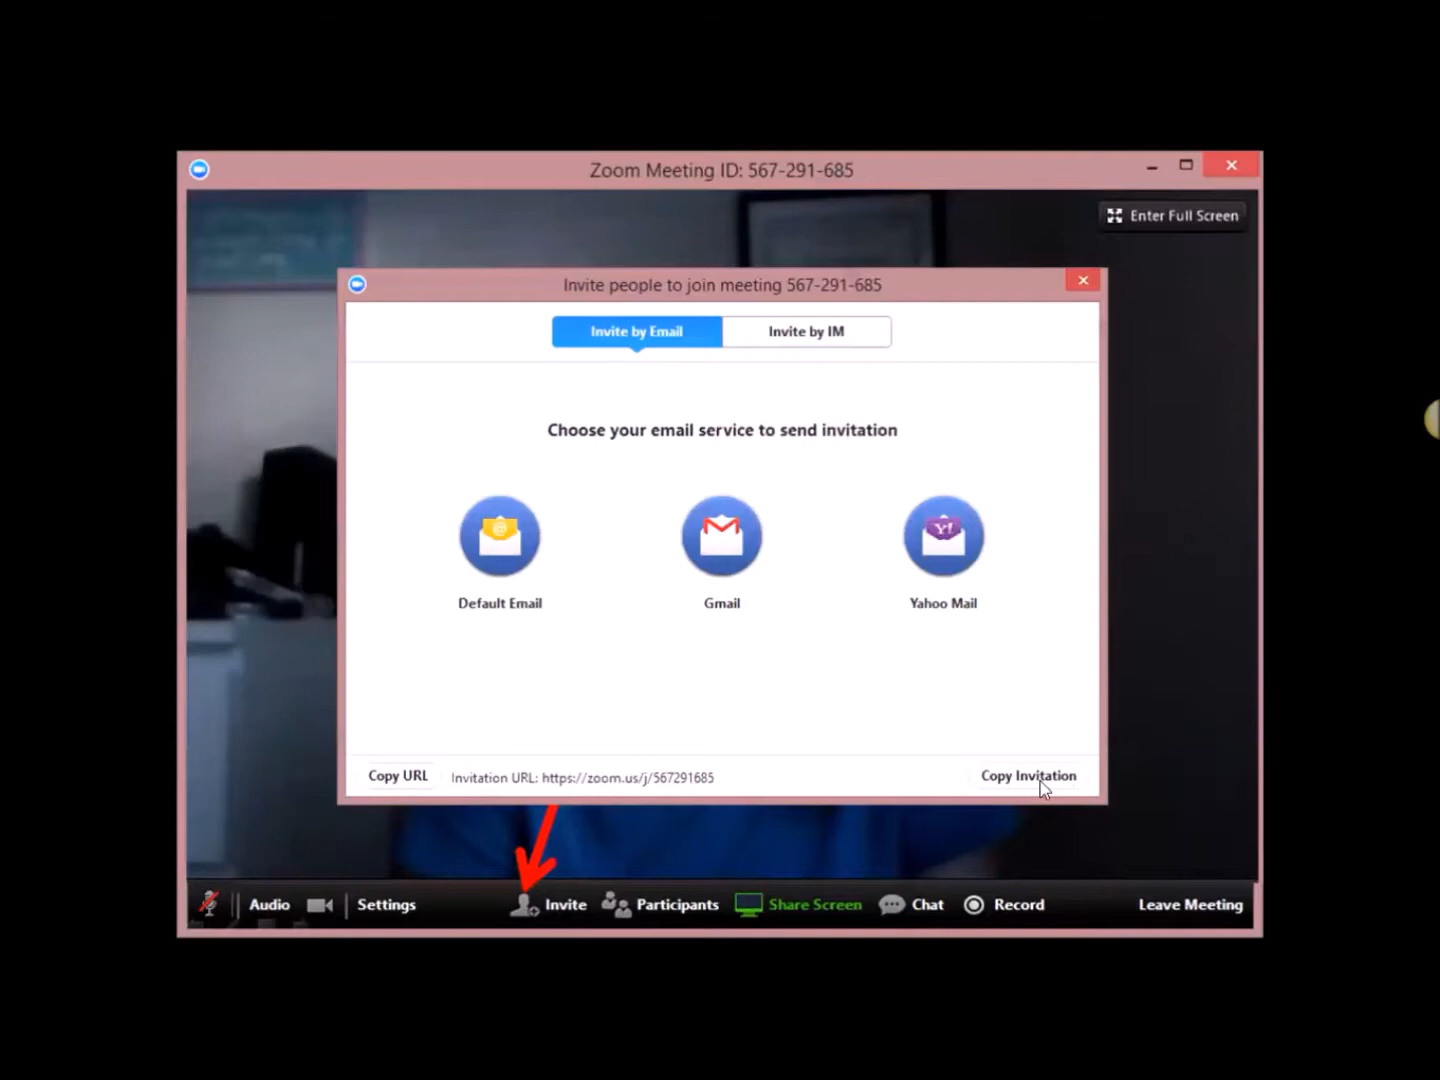 Zoom Meeting ID: 567-291-685
Enter Full Screen
Invite people to join meeting 567-291-685
Invite by Email
Invite by IM
Choose your email service to send invitation
@
Y!
Default Email
Gmail
Yahoo Mail
Copy URL
Invitation URL: https://zoom.us/j/567291685
Copy Invitation
Audio
Settings
Invite
Participants
Share Screen
Chat
Record
Leave Meeting